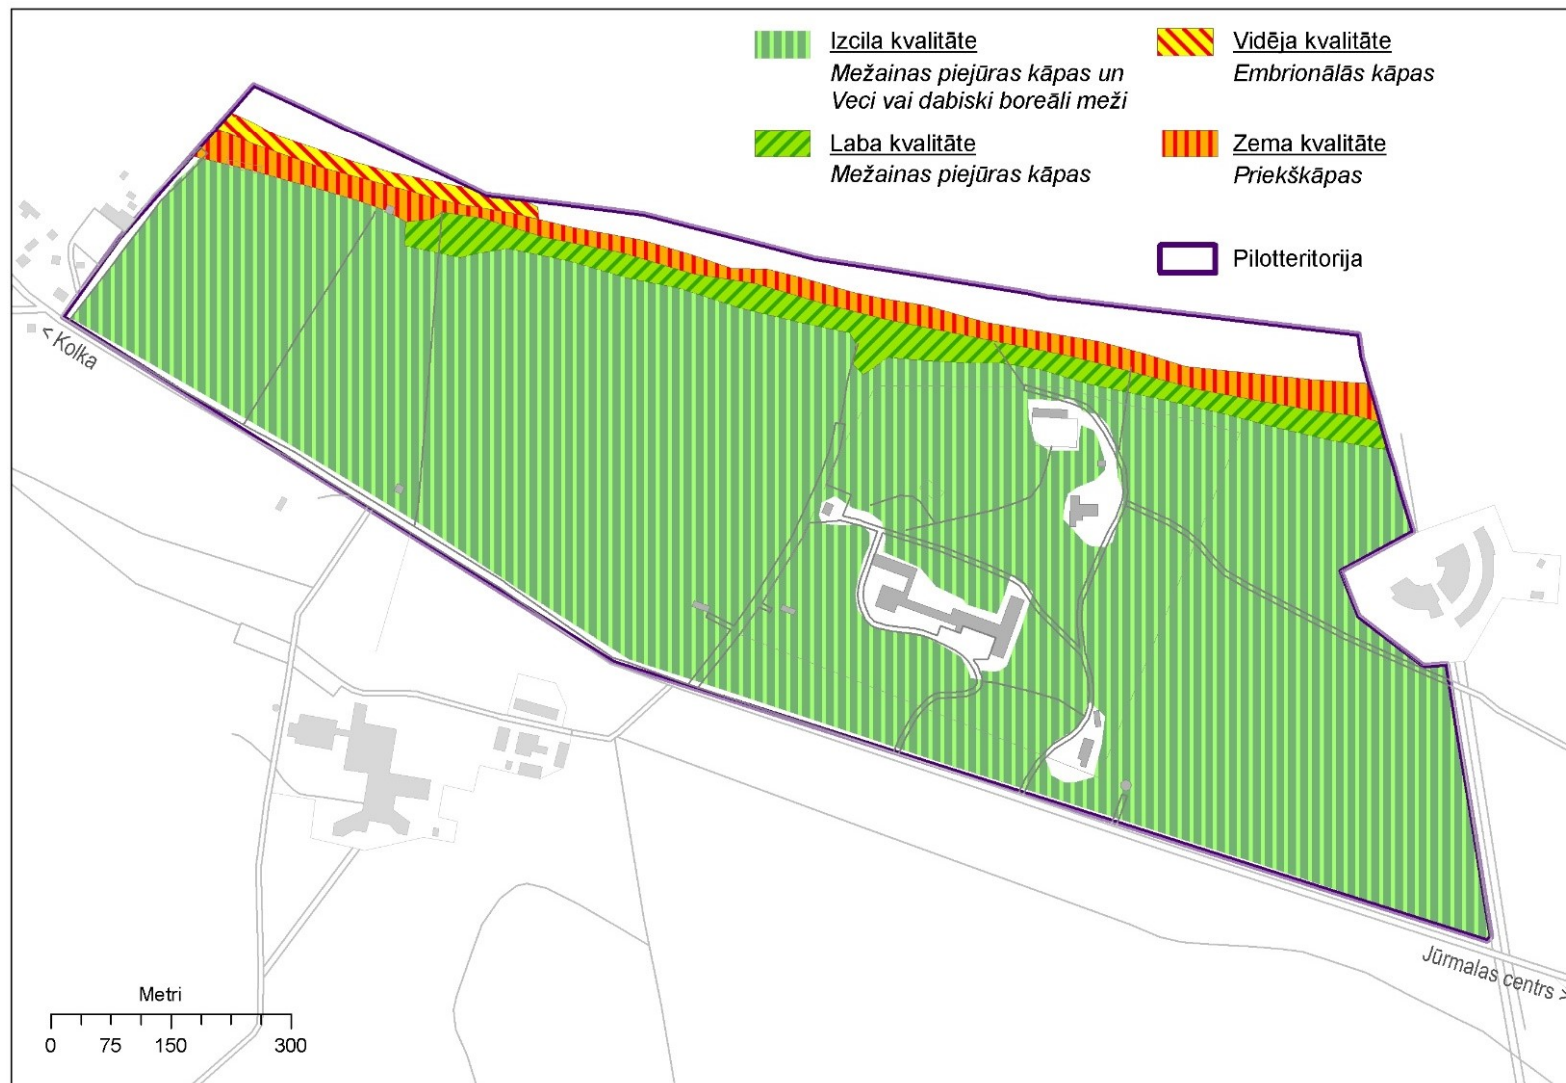 Izcila kvalitāte
Mežainas piejūras kāpas un
Veci vai dabiski boreāli meži
Laba kvalitāte
Mežainas piejūras kāpas
Vidēja kvalitāte
Embrionālās kāpas
Zema kvalitāte
Priekškāpas
Pilotteritorija
< Kolka
Jūrmalas centrs >
Metri
0 75 150 300